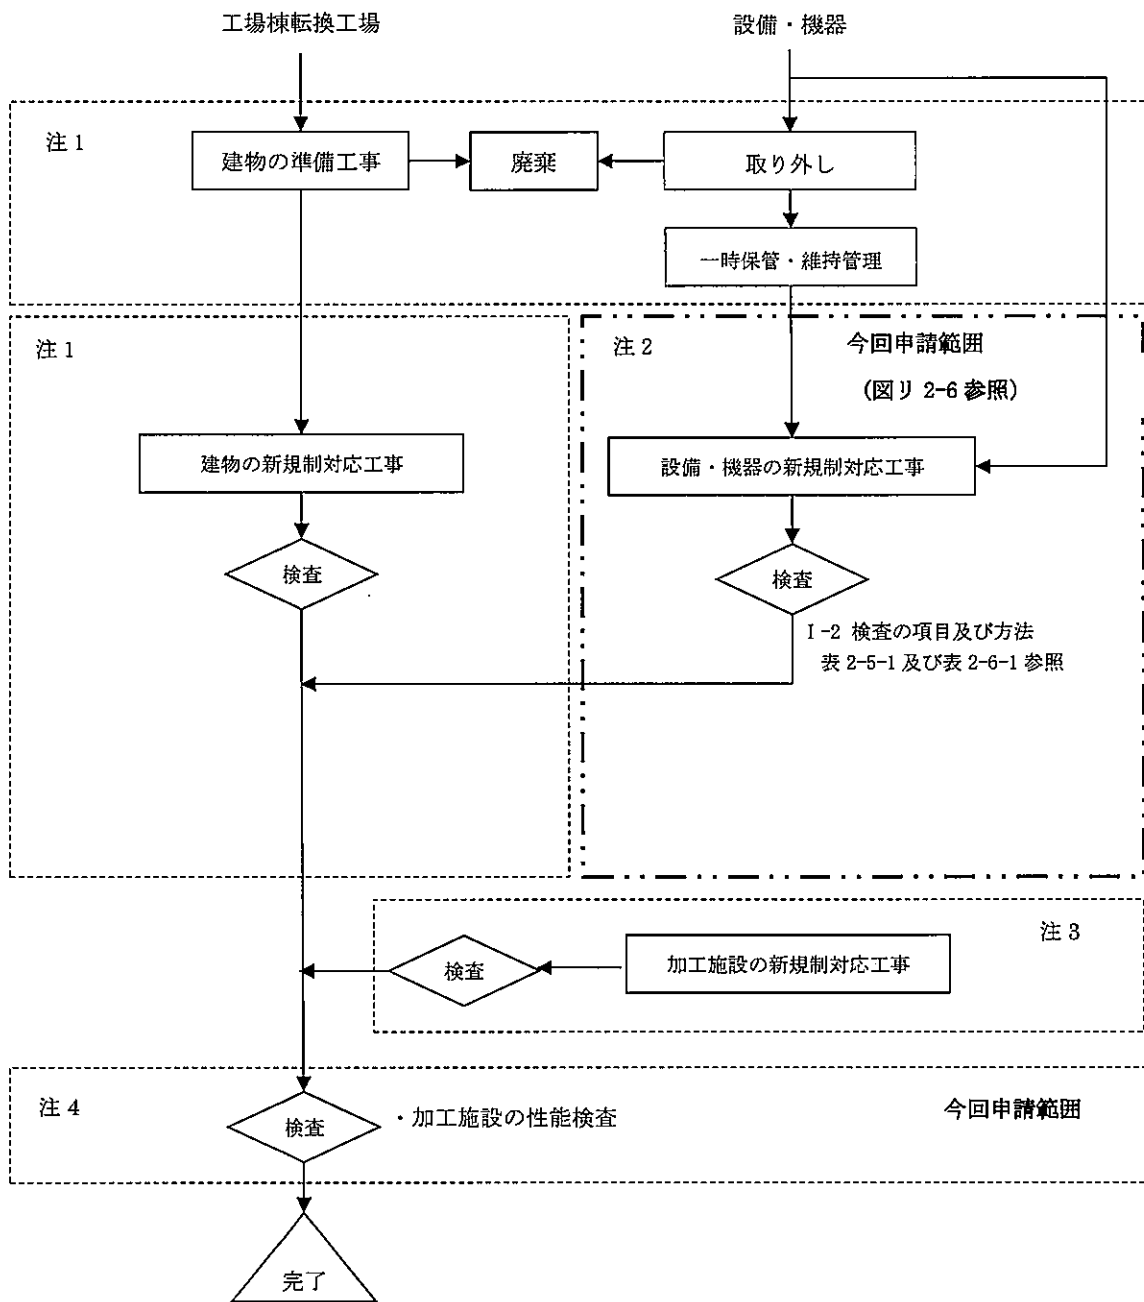 工場棟転換工場
設備・機器
注 1
建物の準備工事
廃棄
取り外し
一時保管・維持管理
注 1
注 2
今回申請範囲
(図リ 2-6 参照)
建物の新規制対応工事
設備・機器の新規制対応工事
検査
検査
Ⅰ-2 検査の項目及び方法
表 2-5-1 及び表 2-6-1 参照
注 3
検査
加工施設の新規制対応工事
注 4
検査
・加工施設の性能検査
今回申請範囲
完了